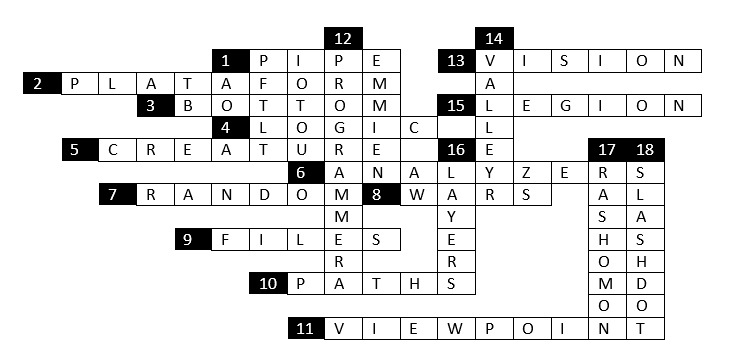 12 14
1 P I P E 13 V I S I O N
2 P L A T A F O R M A
3 B O T T O M 15 L E G I O N
4 L O G I C L
5 C R E A T U R E 16 E 17 18
6 A N A L Y Z E R S
7 R A N D O M 8 W A R S A L
M Y S A
9 F I L E S E H S
R R O H
10 P A T H S M D
O O
11 V I E W P O I N T